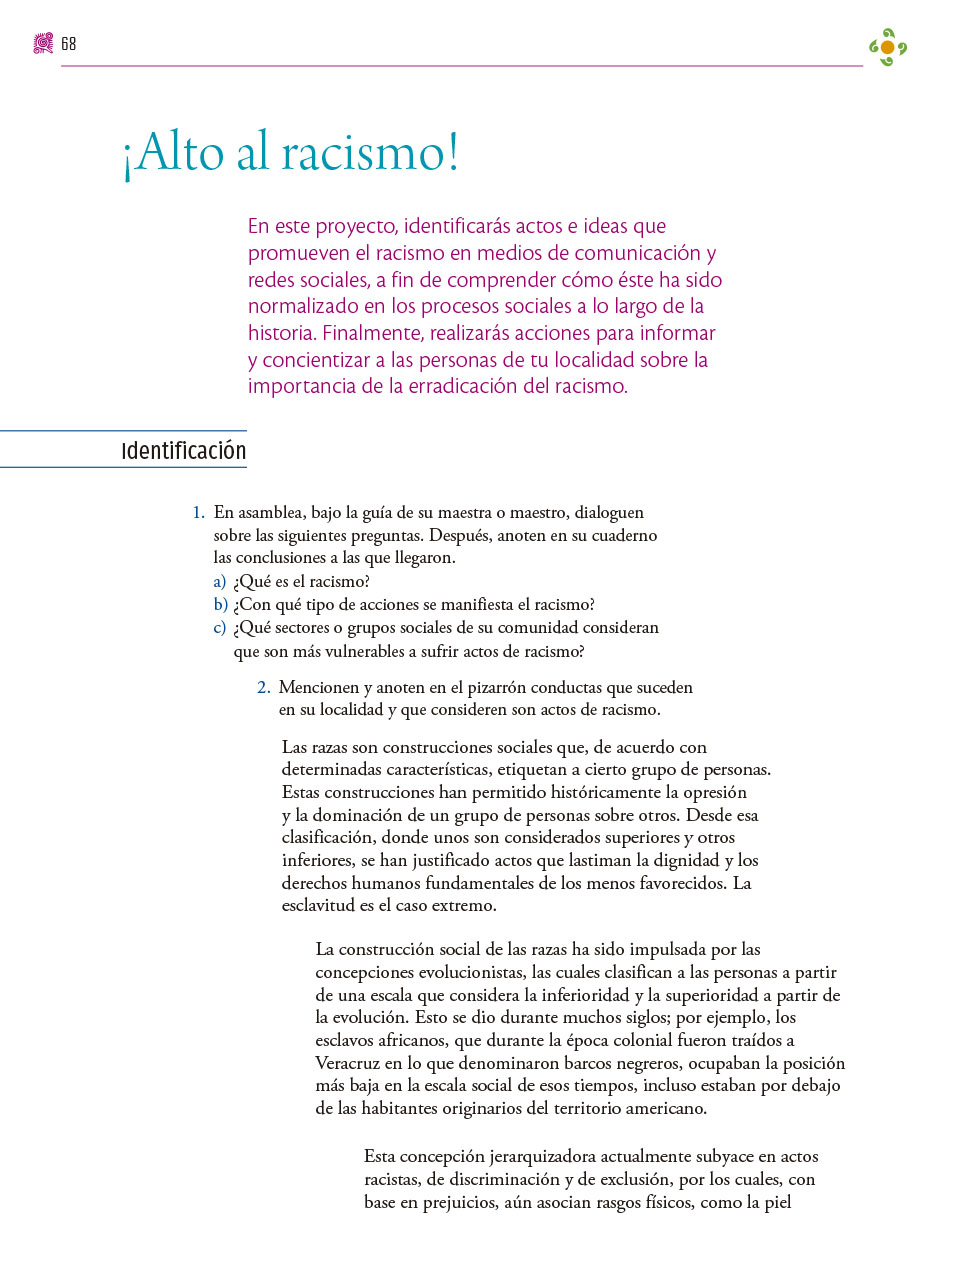 68
¡Alto al racismo!
En este proyecto, identificarás actos e ideas que
promueven el racismo en medios de comunicación y
redes sociales, a fin de comprender cómo éste ha sido
normalizado en los procesos sociales a lo largo de la
historia. Finalmente, realizarás acciones para informar
y concientizar a las personas de tu localidad sobre la
importancia de la erradicación del racismo.
Identificación
1. En asamblea, bajo la guía de su maestra o maestro, dialoguen
sobre las siguientes preguntas. Después, anoten en su cuaderno
las conclusiones a las que llegaron.
a) ¿Qué es el racismo?
b) ¿Con qué tipo de acciones se manifiesta el racismo?
c) ¿Qué sectores o grupos sociales de su comunidad consideran
que son más vulnerables a sufrir actos de racismo?
2. Mencionen y anoten en el pizarrón conductas que suceden
en su localidad y que consideren son actos de racismo.
Las razas son construcciones sociales que, de acuerdo con
determinadas características, etiquetan a cierto grupo de personas.
Estas construcciones han permitido históricamente la opresión
y la dominación de un grupo de personas sobre otros. Desde esa
clasificación, donde unos son considerados superiores y otros
inferiores, se han justificado actos que lastiman la dignidad y los
derechos humanos fundamentales de los menos favorecidos. La
esclavitud es el caso extremo.
La construcción social de las razas ha sido impulsada por las
concepciones evolucionistas, las cuales clasifican a las personas a partir
de una escala que considera la inferioridad y la superioridad a partir de
la evolución. Esto se dio durante muchos siglos; por ejemplo, los
esclavos africanos, que durante la época colonial fueron traídos a
Veracruz en lo que denominaron barcos negreros, ocupaban la posición
más baja en la escala social de esos tiempos, incluso estaban por debajo
de las habitantes originarios del territorio americano.
Esta concepción jerarquizadora actualmente subyace en actos
racistas, de discriminación y de exclusión, por los cuales, con
base en prejuicios, aún asocian rasgos físicos, como la piel